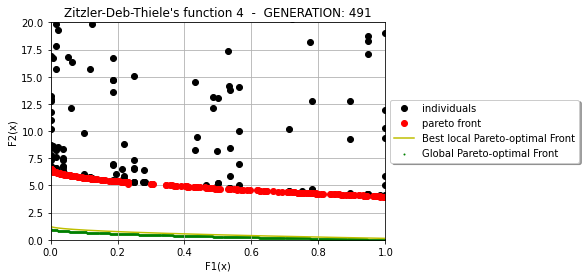 Zitzler-Deb-Thiele's function 4 - GENERATION: 491
20.0
17.5
15.0
12.5
10.0
7.5
5.0
2.5
0.0
F2(x)
0.0 0.2 0.4 0.6 0.8 1.0
F1(x)
individuals
pareto front
Best local Pareto-optimal Front
Global Pareto-optimal Front